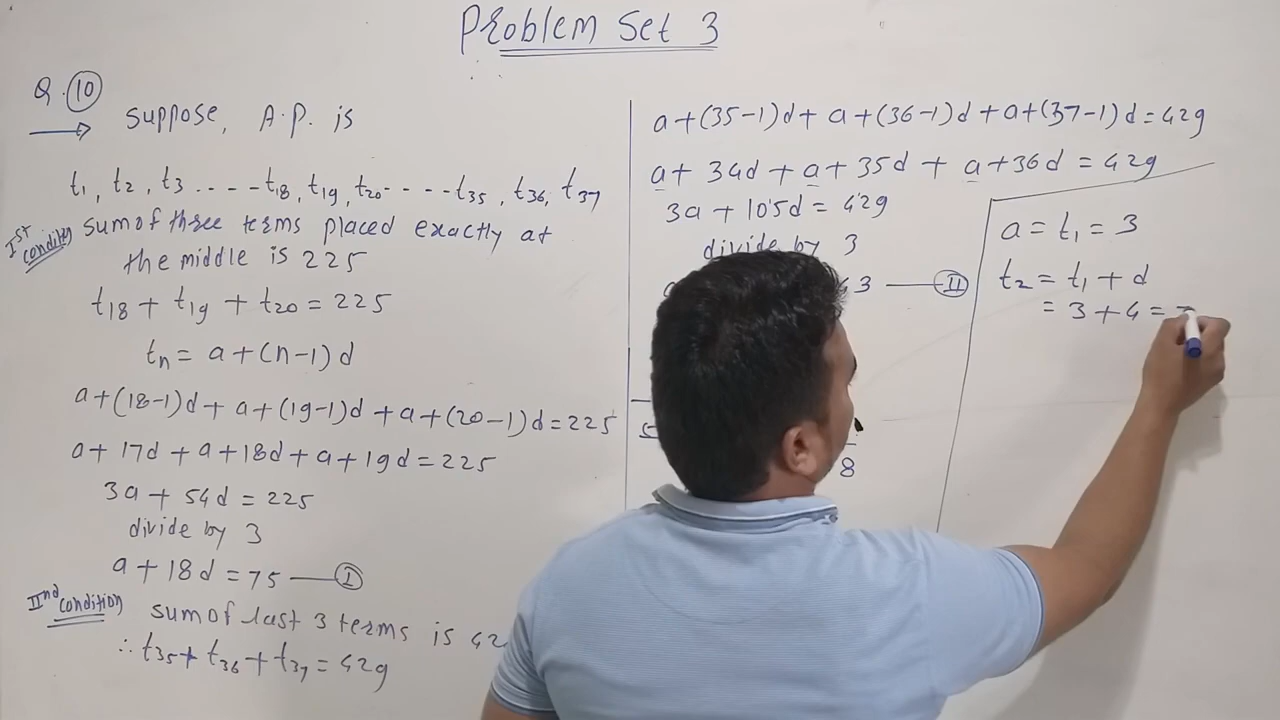 Problem Set 3
Q.10
→ suppose, A.P. is
t₁, t₂, t₃ ---- t₁₈, t₁₉, t₂₀ ---- t₃₅, t₃₆, t₃₇
Iˢᵗ condition sum of three terms placed exactly at
the middle is 225
t₁₈ + t₁₉ + t₂₀ = 225
tₙ = a + (n-1) d
a + (18-1)d + a + (19-1)d + a + (20-1)d = 225
a + 17d + a + 18d + a + 19d = 225
3a + 54d = 225
divide by 3
a + 18d = 75 — I
IIⁿᵈ condition sum of last 3 terms is 42
∴ t₃₅ + t₃₆ + t₃₇ = 429
a + (35-1)d + a + (36-1)d + a + (37-1)d = 429
a + 34d + a + 35d + a + 36d = 429
3a + 105d = 429
divide by 3
3 — II
8
a = t₁ = 3
t₂ = t₁ + d
= 3 + 4 =